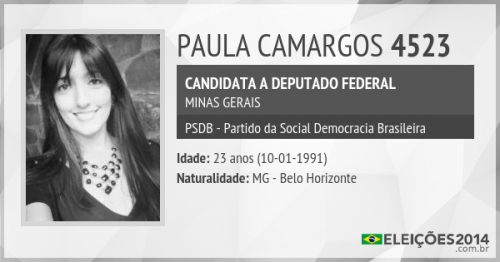 PAULA CAMARGOS 4523
CANDIDATA A DEPUTADO FEDERAL
MINAS GERAIS
PSDB - Partido da Social Democracia Brasileira
Idade: 23 anos (10-01-1991)
Naturalidade: MG - Belo Horizonte
ELEIÇÕES2014
.com.br